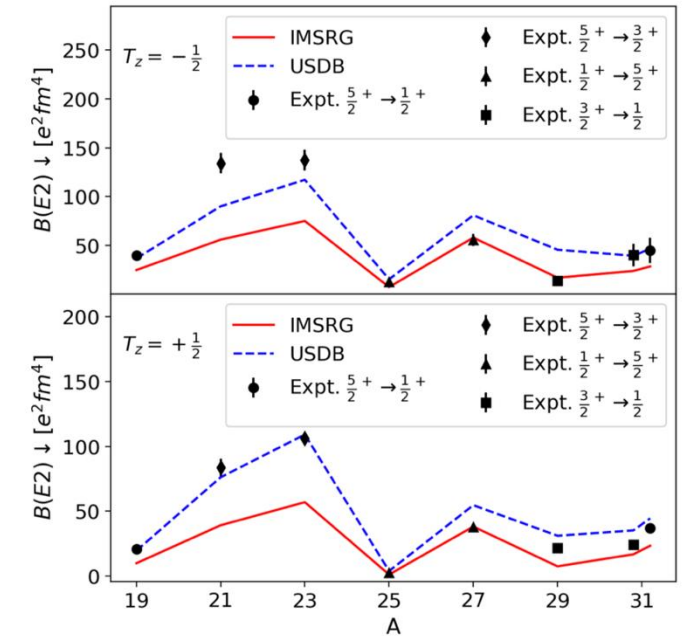 B(E2) ↓ [e²fm⁴]
250
200
150
100
50
T_z = −1/2
IMSRG
USDB
Expt. 5/2⁺ → 1/2⁺
Expt. 5/2⁺ → 3/2⁺
Expt. 1/2⁺ → 5/2⁺
Expt. 3/2⁺ → 1/2
B(E2) ↓ [e²fm⁴]
200
150
100
50
0
T_z = +1/2
IMSRG
USDB
Expt. 5/2⁺ → 1/2⁺
Expt. 5/2⁺ → 3/2⁺
Expt. 1/2⁺ → 5/2⁺
Expt. 3/2⁺ → 1/2
19 21 23 25 27 29 31
A